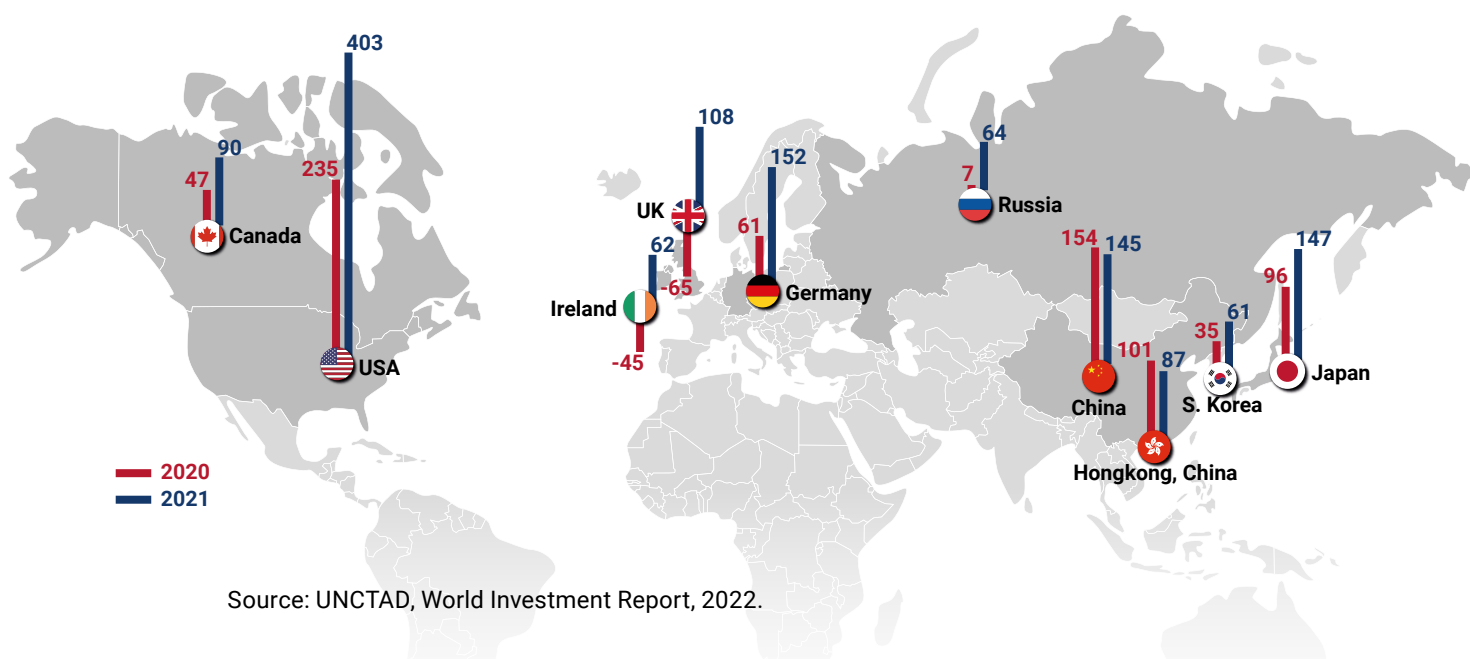 403
108
90
64
152
235
47
7
UK
Russia
Canada
61
62
154
145
147
-65
96
Germany
Ireland
35
61
101
87
-45
USA
Japan
China
S. Korea
Hongkong, China
2020
2021
Source: UNCTAD, World Investment Report, 2022.